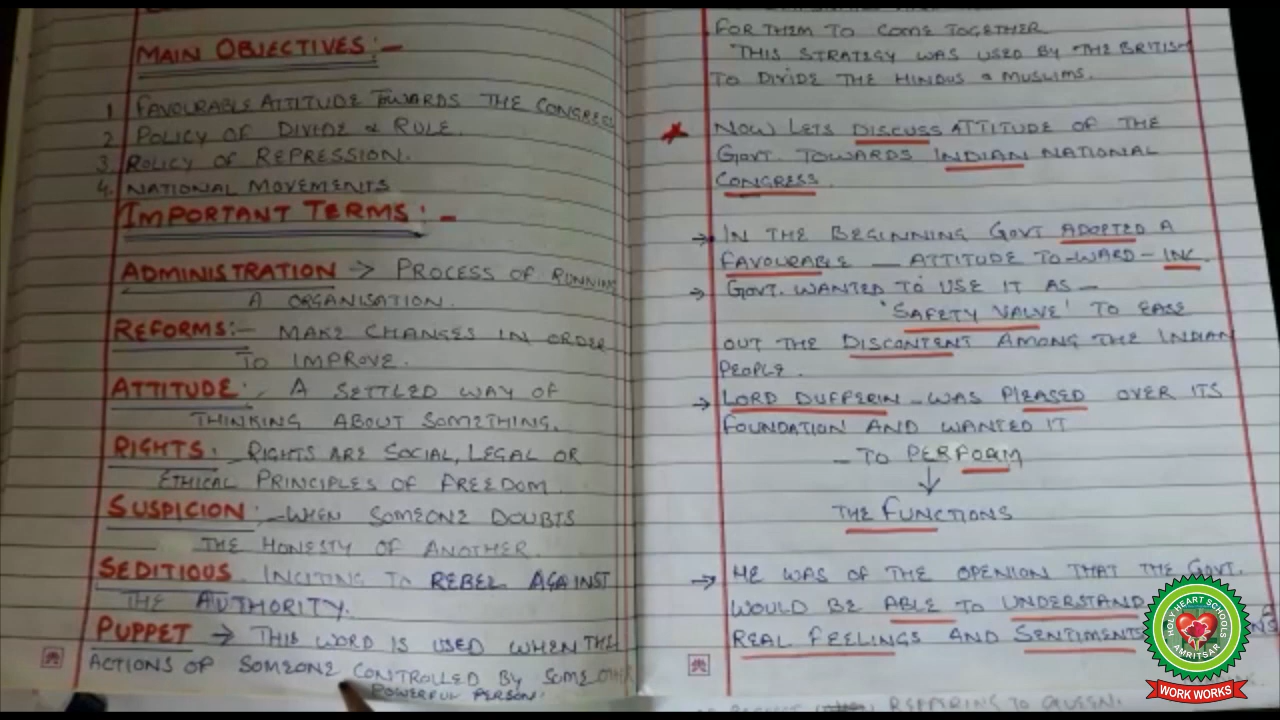 MAIN OBJECTIVES:-
1 FAVOURABLE ATTITUDE TOWARDS THE CONGRESS
2 POLICY OF DIVIDE & RULE.
3. POLICY OF REPRESSION.
4. NATIONAL MOVEMENTS
IMPORTANT TERMS:-
ADMINISTRATION → PROCESS OF RUNNING
A ORGANISATION.
REFORMS:- MAKE CHANGES IN ORDER
TO IMPROVE.
ATTITUDE:- A SETTLED WAY OF
THINKING ABOUT SOMETHING.
RIGHTS:- RIGHTS ARE SOCIAL, LEGAL OR
ETHICAL PRINCIPLES OF FREEDOM
SUSPICION:- WHEN SOMEONE DOUBTS
THE HONESTY OF ANOTHER.
SEDITIOUS INCITING TO REBEL AGAINST
THE AUTHORITY.
PUPPET → THIS WORD IS USED WHEN THE
ACTIONS OF SOMEONE CONTROLLED BY SOME OTHER
POWERFUL PERSON.
FOR THEM TO COME TOGETHER
THIS STRATEGY WAS USED BY THE BRITISH
TO DIVIDE THE HINDUS & MUSLIMS.
★ NOW LETS DISCUSS ATTITUDE OF THE
GOVT. TOWARDS INDIAN NATIONAL
CONGRESS.
→ IN THE BEGINNING GOVT ADOPTED A
FAVOURABLE - ATTITUDE TO-WARD - INC.
→ GOVT. WANTED TO USE IT AS -
'SAFETY VALVE' TO EASE
OUT THE DISCONTENT AMONG THE INDIAN
PEOPLE.
→ LORD DUFFERIN - WAS PLEASED OVER ITS
FOUNDATION AND WANTED IT
- TO PERFORM
↓
THE FUNCTIONS
→ HE WAS OF THE OPENION THAT THE GOVT.
WOULD BE ABLE TO UNDERSTAND
REAL FEELINGS AND SENTIMENTS
REFERING TO QUEEN.
HOLY HEART SCHOOLS
AMRITSAR
WORK WORKS